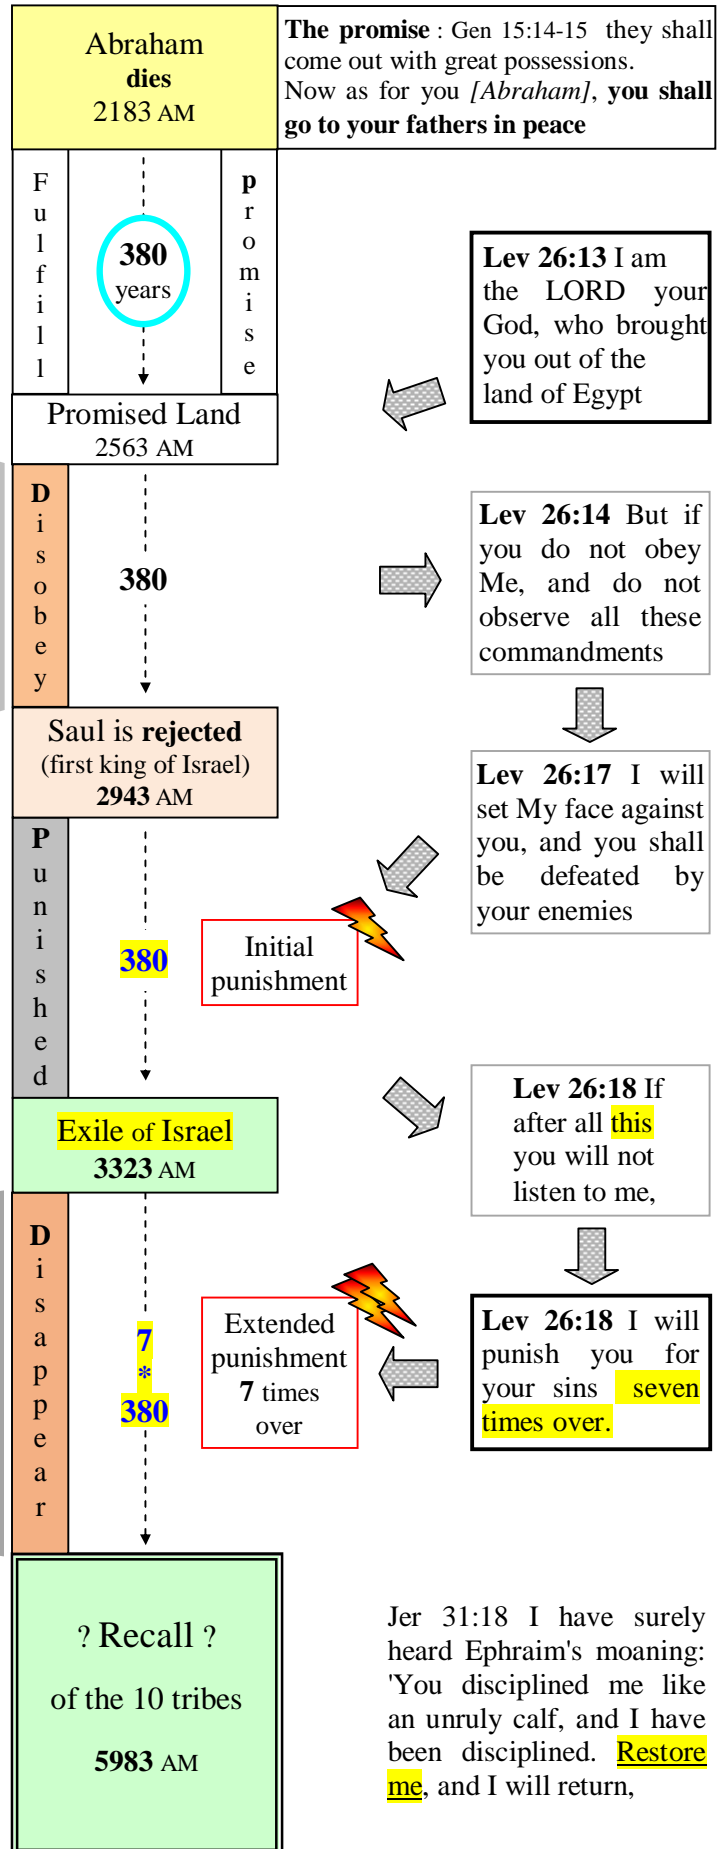 Abraham
dies
2183 AM
The promise : Gen 15:14-15 they shall
come out with great possessions.
Now as for you [Abraham], you shall
go to your fathers in peace
Fulfill
promise
380
years
Lev 26:13 I am
the LORD your
God, who brought
you out of the
land of Egypt
Promised Land
2563 AM
Disobey
380
Lev 26:14 But if
you do not obey
Me, and do not
observe all these
commandments
Saul is rejected
(first king of Israel)
2943 AM
Lev 26:17 I will
set My face against
you, and you shall
be defeated by
your enemies
Punished
380
Initial
punishment
Lev 26:18 If
after all this
you will not
listen to me,
Exile of Israel
3323 AM
Disappear
7
*
380
Extended
punishment
7 times
over
Lev 26:18 I will
punish you for
your sins seven
times over.
? Recall ?
of the 10 tribes
5983 AM
Jer 31:18 I have surely
heard Ephraim's moaning:
'You disciplined me like
an unruly calf, and I have
been disciplined. Restore
me, and I will return,